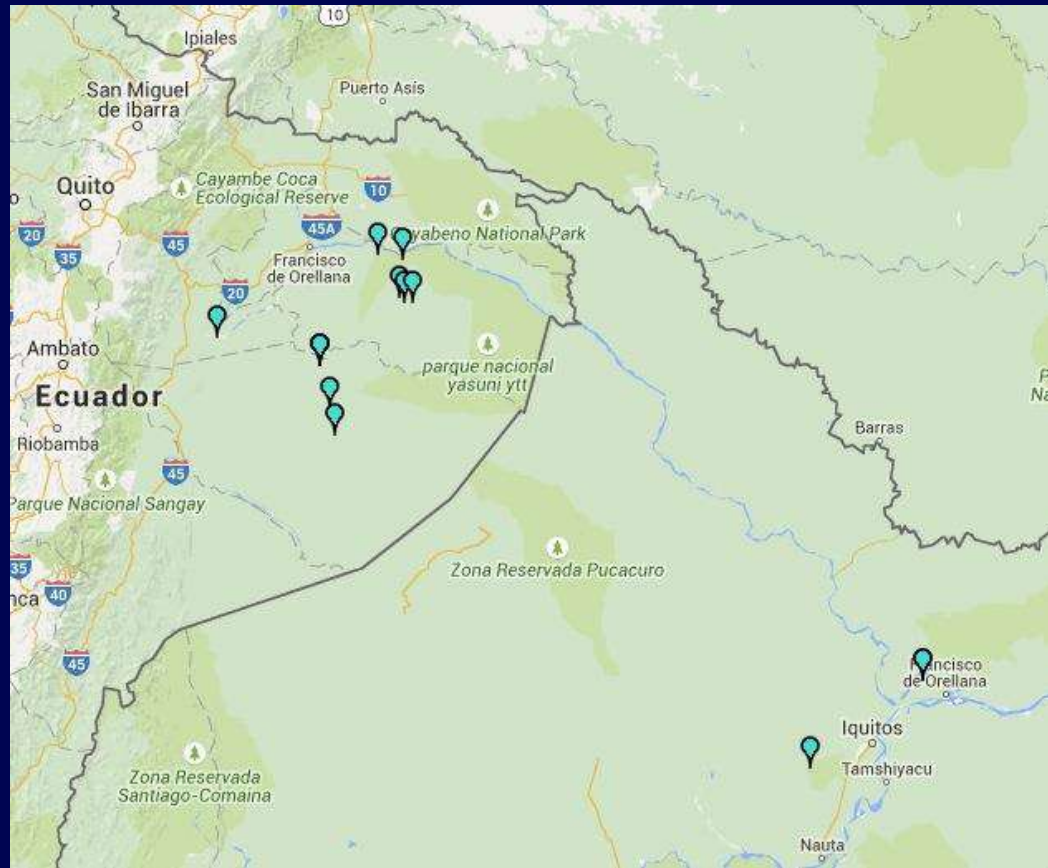 10
Ipiales
Puerto Asís
San Miguel
de Ibarra
Cayambe Coca
Ecological Reserve
10
Quito
20
45
45A
35
Cuyabeno National Park
Francisco
de Orellana
20
Ambato
parque nacional
yasuni ytt
Ecuador
Riobamba
Barras
45
Parque Nacional Sangay
Zona Reservada Pucacuro
35
40
45
Francisco
de Orellana
Iquitos
Zona Reservada
Santiago-Comaina
Tamshiyacu
Nauta